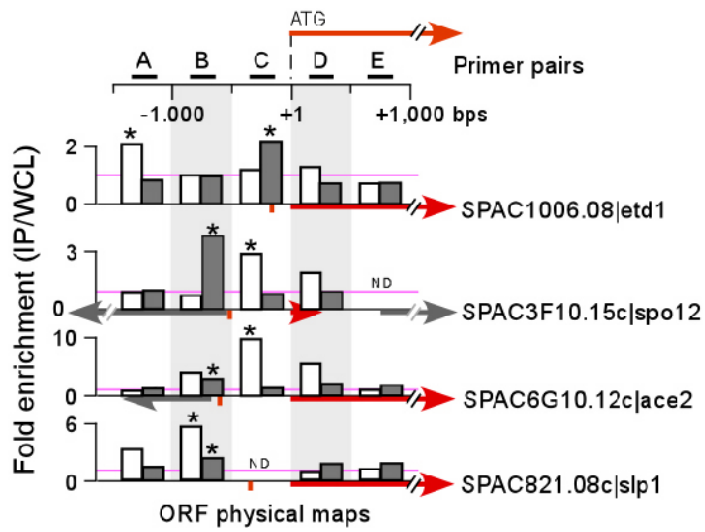 ATG
A B C D E
Primer pairs
-1.000 +1 +1,000 bps
Fold enrichment (IP/WCL)
2
* *
0
SPAC1006.08|etd1
3
* *
ND
0
SPAC3F10.15c|spo12
10
* *
0
SPAC6G10.12c|ace2
6
* *
ND
0
SPAC821.08c|slp1
ORF physical maps